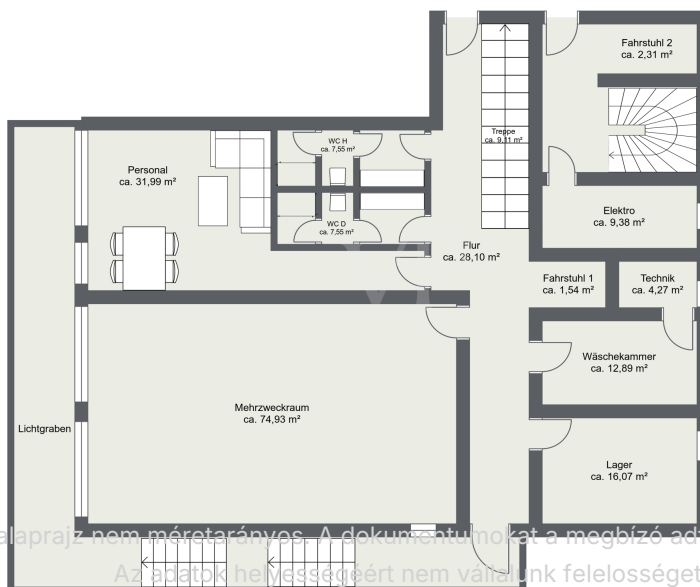 Fahrstuhl 2
ca. 2,31 m²
WC H
ca. 7,55 m²
Treppe
ca. 9,11 m²
Personal
ca. 31,99 m²
Elektro
ca. 9,38 m²
WC D
ca. 7,55 m²
Flur
ca. 28,10 m²
Fahrstuhl 1
ca. 1,54 m²
Technik
ca. 4,27 m²
Wäschekammer
ca. 12,89 m²
Mehrzweckraum
ca. 74,93 m²
Lichtgraben
Lager
ca. 16,07 m²
alaprajz nem méretarányos. A dokumentumokat a megbízó ad
Az adatok helyességéért nem vállalunk felelosséget